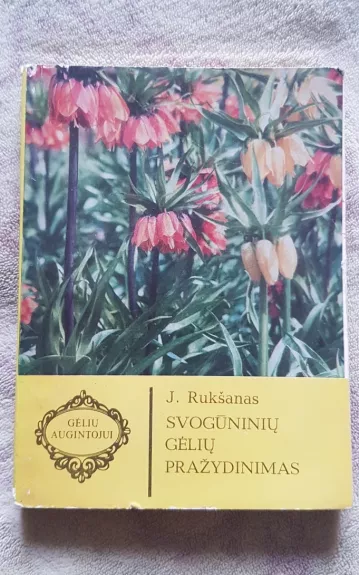 GĖLIŲ
AUGINTOJUI
J. Rukšanas
SVOGŪNINIŲ
GĖLIŲ
PRAŽYDINIMAS